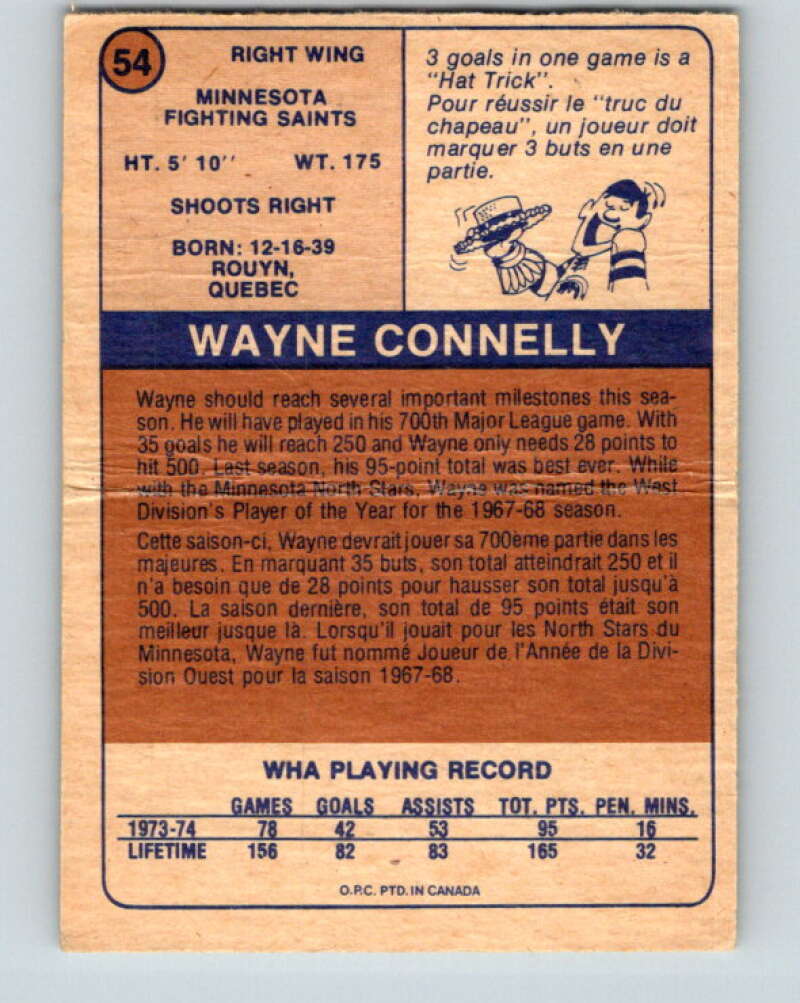 54
RIGHT WING
MINNESOTA
FIGHTING SAINTS
HT. 5' 10'' WT. 175
SHOOTS RIGHT
BORN: 12-16-39
ROUYN,
QUEBEC
3 goals in one game is a
"Hat Trick".
Pour réussir le "truc du
chapeau", un joueur doit
marquer 3 buts en une
partie.
WAYNE CONNELLY
Wayne should reach several important milestones this sea-
son. He will have played in his 700th Major League game. With
35 goals he will reach 250 and Wayne only needs 28 points to
hit 500. Last season, his 95-point total was best ever. While
with the Minnesota North Stars, Wayne was named the West
Division's Player of the Year for the 1967-68 season.
Cette saison-ci, Wayne devrait jouer sa 700ème partie dans les
majeures. En marquant 35 buts, son total atteindrait 250 et il
n'a besoin que de 28 points pour hausser son total jusqu'à
500. La saison dernière, son total de 95 points était son
meilleur jusque là. Lorsqu'il jouait pour les North Stars du
Minnesota, Wayne fut nommé Joueur de l'Année de la Divi-
sion Ouest pour la saison 1967-68.
WHA PLAYING RECORD
GAMES GOALS ASSISTS TOT. PTS. PEN. MINS.
1973-74 78 42 53 95 16
LIFETIME 156 82 83 165 32
O.P.C. PTD. IN CANADA